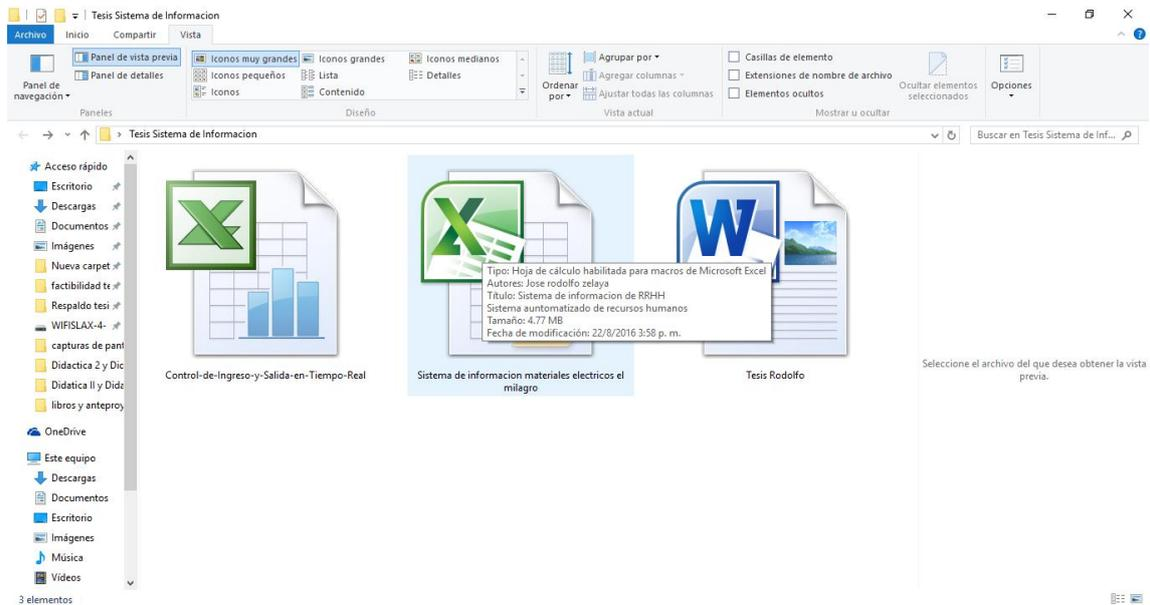 Tesis Sistema de Informacion
Archivo Inicio Compartir Vista
Panel de navegación
Panel de vista previa
Panel de detalles
Paneles
Iconos muy grandes Iconos grandes Iconos medianos
Iconos pequeños Lista Detalles
Iconos Contenido
Diseño
Ordenar por
Agrupar por
Agregar columnas
Ajustar todas las columnas
Vista actual
Casillas de elemento
Extensiones de nombre de archivo
Elementos ocultos
Ocultar elementos seleccionados
Mostrar u ocultar
Opciones
Tesis Sistema de Informacion
Buscar en Tesis Sistema de Inf...
Acceso rápido
Escritorio
Descargas
Documentos
Imágenes
Nueva carpet
factibilidad te
Respaldo tesi
WIFISLAX-4-
capturas de pant
Didactica 2 y Dic
Didatica II y Dida
libros y anteproy
OneDrive
Este equipo
Descargas
Documentos
Escritorio
Imágenes
Música
Vídeos
Control-de-Ingreso-y-Salida-en-Tiempo-Real
Sistema de informacion materiales electricos el
milagro
Tesis Rodolfo
Tipo: Hoja de cálculo habilitada para macros de Microsoft Excel
Autores: Jose rodolfo zelaya
Título: Sistema de informacion de RRHH
Sistema auntomatizado de recursos humanos
Tamaño: 4.77 MB
Fecha de modificación: 22/8/2016 3:58 p. m.
Seleccione el archivo del que desea obtener la vista
previa.
3 elementos